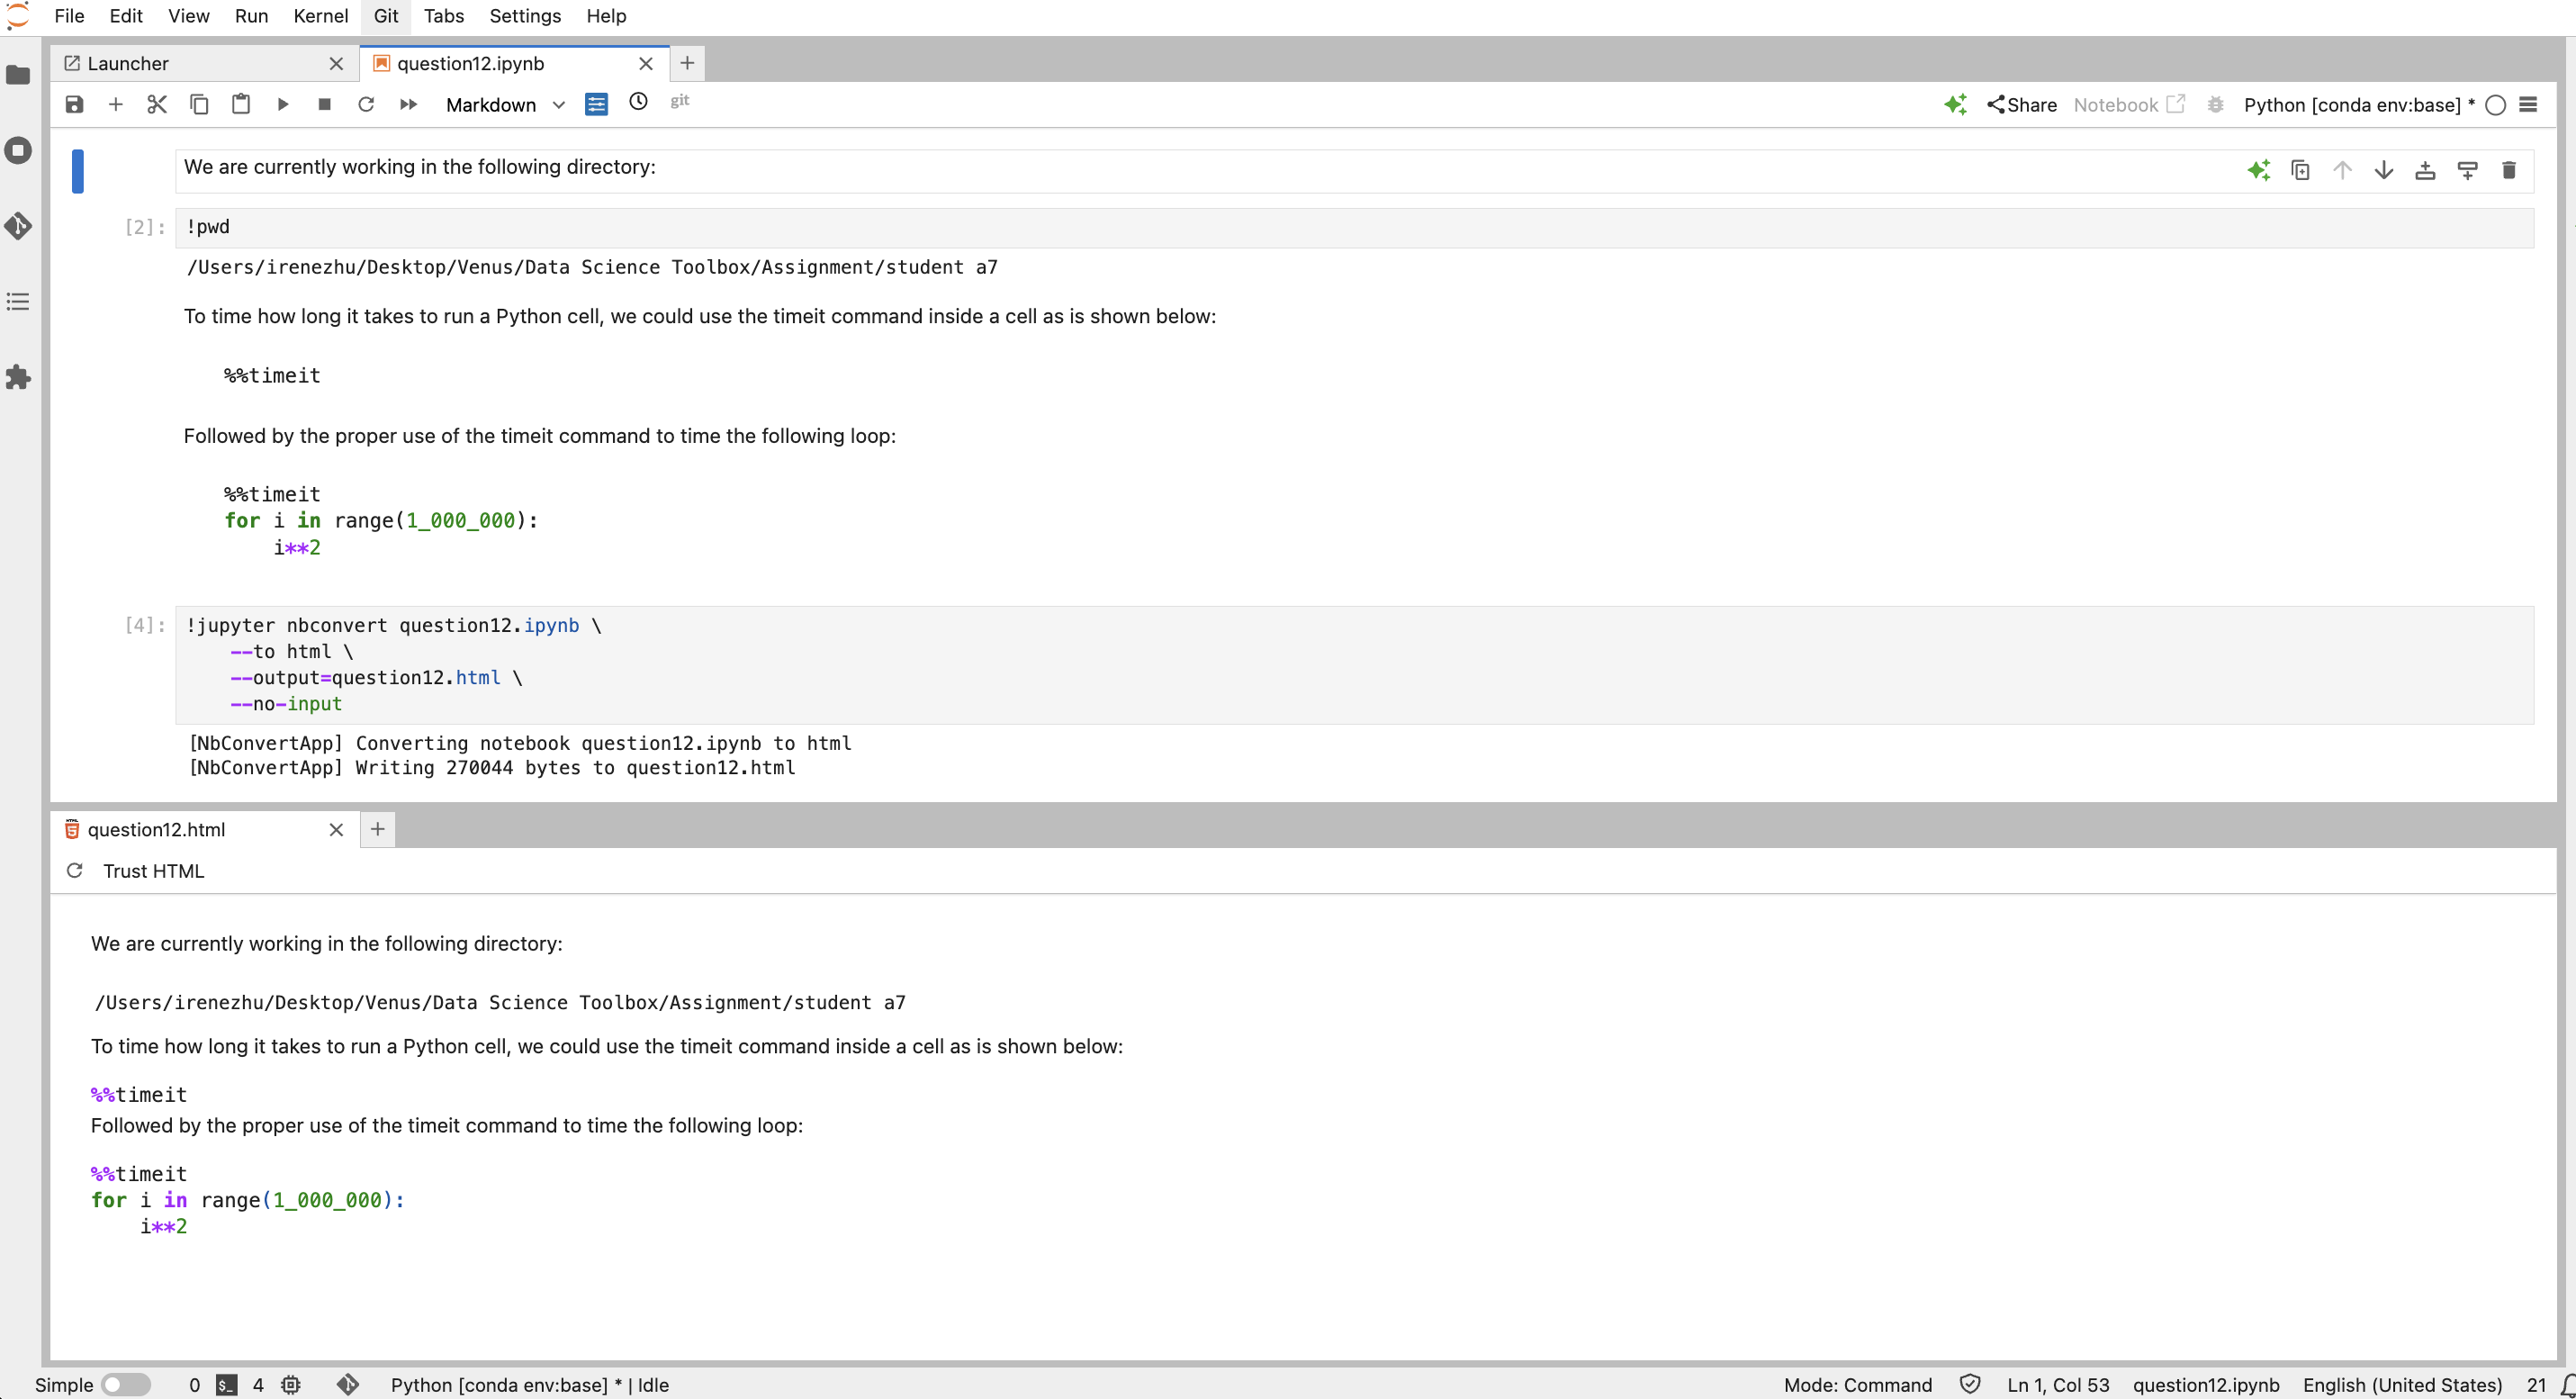 File Edit View Run Kernel Git Tabs Settings Help
Launcher question12.ipynb
Markdown git Share Notebook Python [conda env:base] *
We are currently working in the following directory:
[2]: !pwd
/Users/irenezhu/Desktop/Venus/Data Science Toolbox/Assignment/student a7
To time how long it takes to run a Python cell, we could use the timeit command inside a cell as is shown below:
%%timeit
Followed by the proper use of the timeit command to time the following loop:
%%timeit
for i in range(1_000_000):
    i**2
[4]: !jupyter nbconvert question12.ipynb \
    --to html \
    --output=question12.html \
    --no-input
[NbConvertApp] Converting notebook question12.ipynb to html
[NbConvertApp] Writing 270044 bytes to question12.html
question12.html
Trust HTML
We are currently working in the following directory:
/Users/irenezhu/Desktop/Venus/Data Science Toolbox/Assignment/student a7
To time how long it takes to run a Python cell, we could use the timeit command inside a cell as is shown below:
%%timeit
Followed by the proper use of the timeit command to time the following loop:
%%timeit
for i in range(1_000_000):
    i**2
Simple 0 $_ 4 Python [conda env:base] * | Idle Mode: Command Ln 1, Col 53 question12.ipynb English (United States) 21